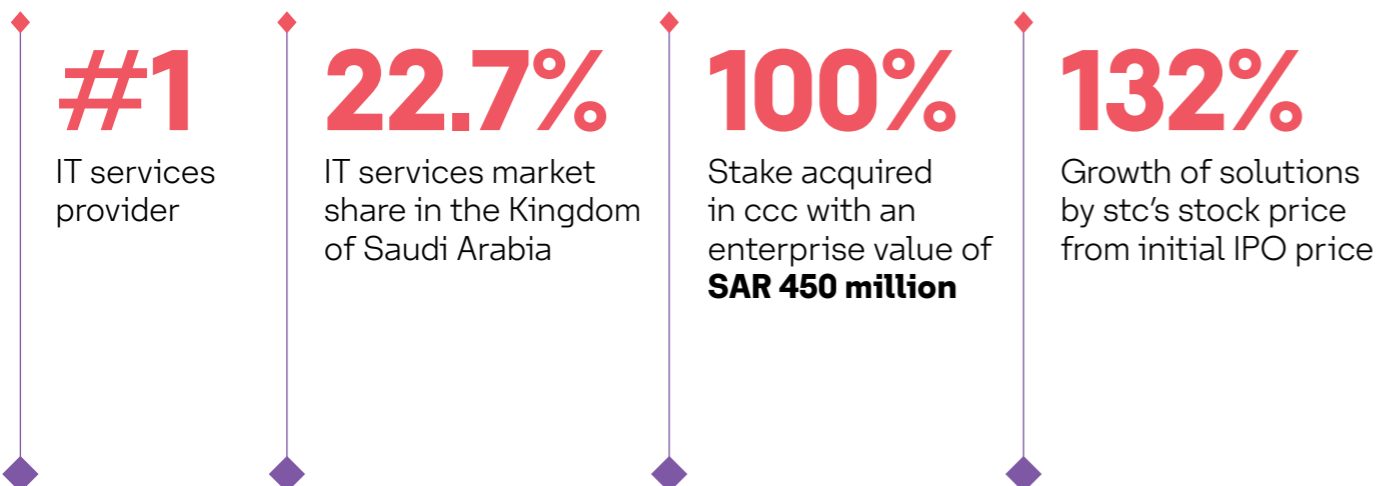 #1
IT services
provider
22.7%
IT services market
share in the Kingdom
of Saudi Arabia
100%
Stake acquired
in ccc with an
enterprise value of
SAR 450 million
132%
Growth of solutions
by stc’s stock price
from initial IPO price